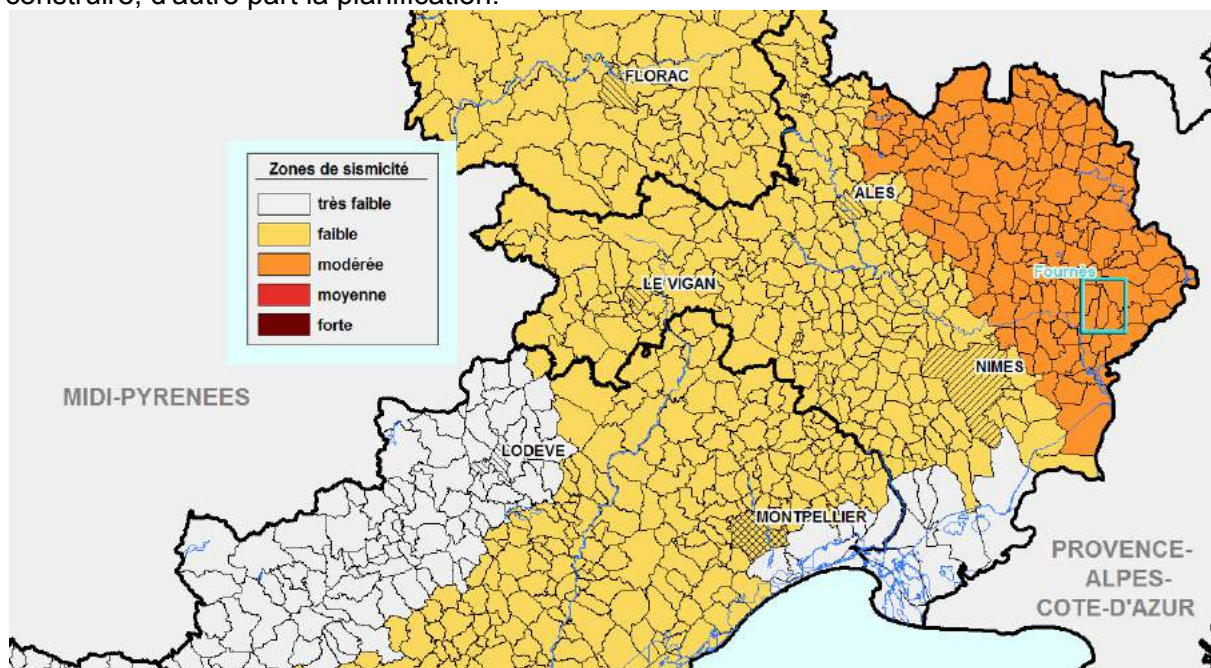 construire, d'autre part la planification.
FLORAC
Zones de sismicité
très faible
faible
modérée
moyenne
forte
ALES
Fournès
LE VIGAN
NIMES
MIDI-PYRENEES
LODEVE
MONTPELLIER
PROVENCE-
ALPES-
COTE-D'AZUR